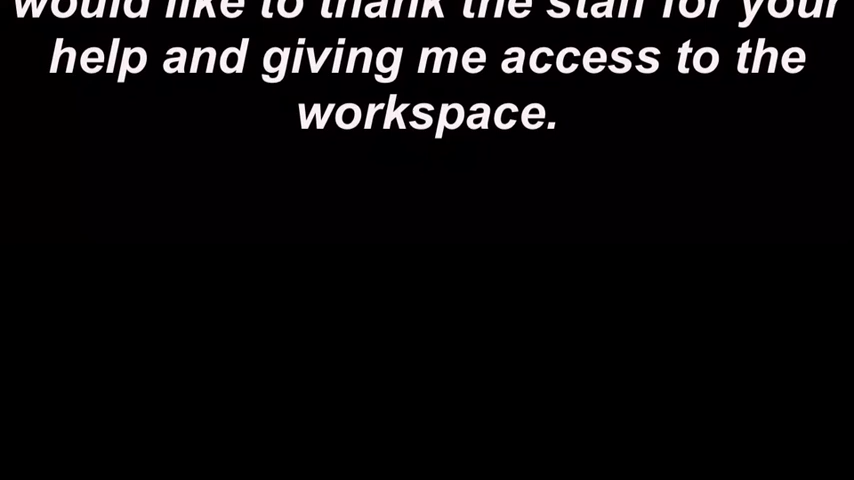 would like to thank the staff for your
help and giving me access to the
workspace.